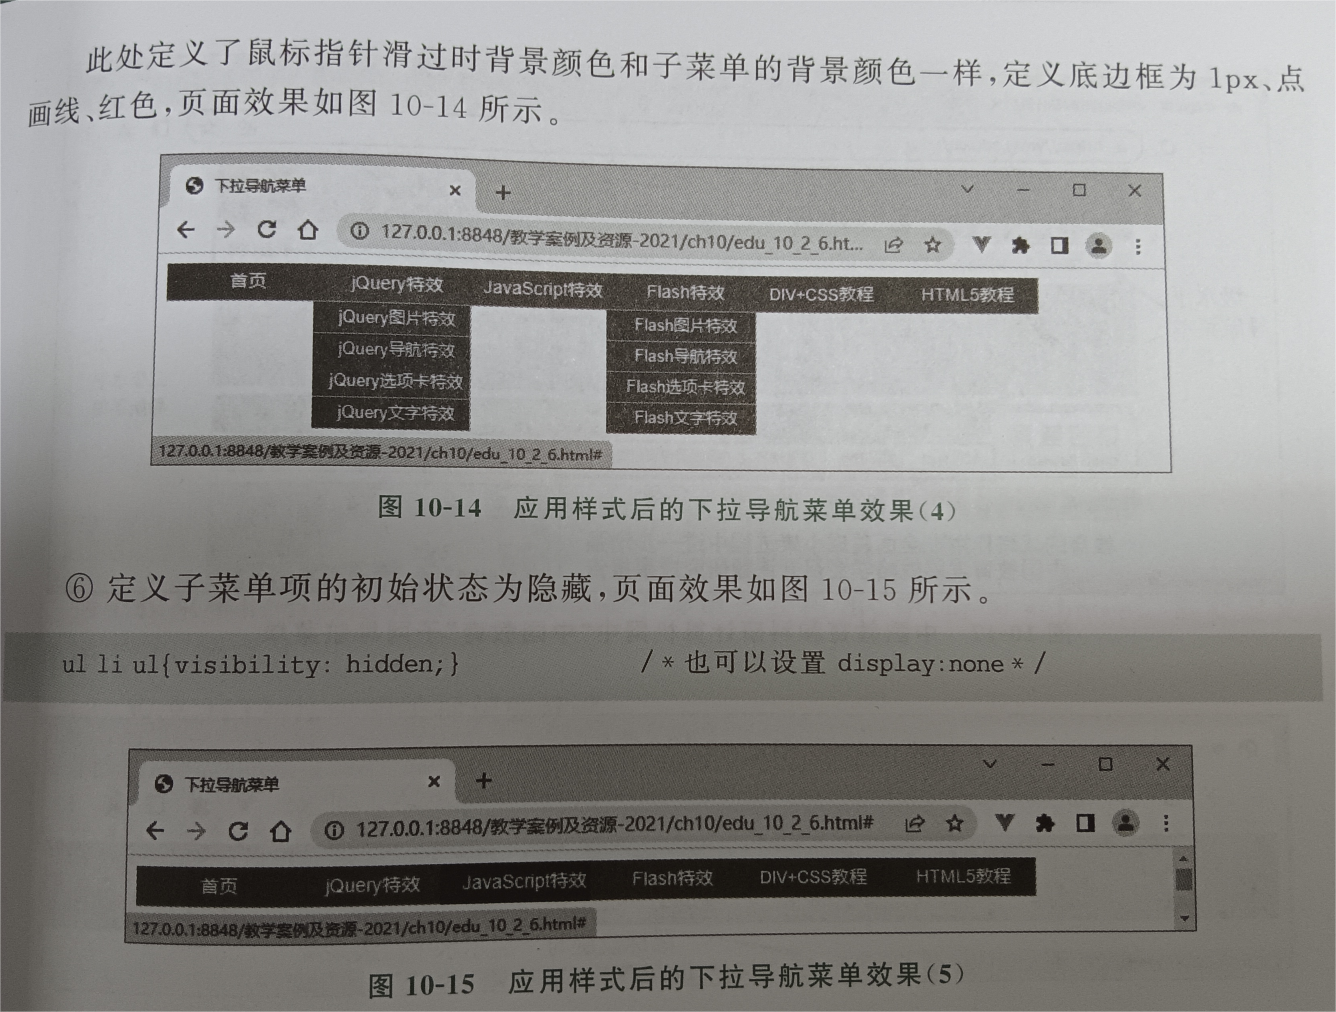 此处定义了鼠标指针滑过时背景颜色和子菜单的背景颜色一样,定义底边框为 1px、点
画线、红色,页面效果如图 10-14 所示。
下拉导航菜单
127.0.0.1:8848/教学案例及资源-2021/ch10/edu_10_2_6.ht...
首页 jQuery特效 JavaScript特效 Flash特效 DIV+CSS教程 HTML5教程
jQuery图片特效 Flash图片特效
jQuery导航特效 Flash导航特效
jQuery选项卡特效 Flash选项卡特效
jQuery文字特效 Flash文字特效
127.0.0.1:8848/教学案例及资源-2021/ch10/edu_10_2_6.html#
图 10-14 应用样式后的下拉导航菜单效果(4)
⑥ 定义子菜单项的初始状态为隐藏,页面效果如图 10-15 所示。
ul li ul{visibility: hidden;} /*也可以设置 display:none*/
下拉导航菜单
127.0.0.1:8848/教学案例及资源-2021/ch10/edu_10_2_6.html#
首页 jQuery特效 JavaScript特效 Flash特效 DIV+CSS教程 HTML5教程
127.0.0.1:8848/教学案例及资源-2021/ch10/edu_10_2_6.html#
图 10-15 应用样式后的下拉导航菜单效果(5)